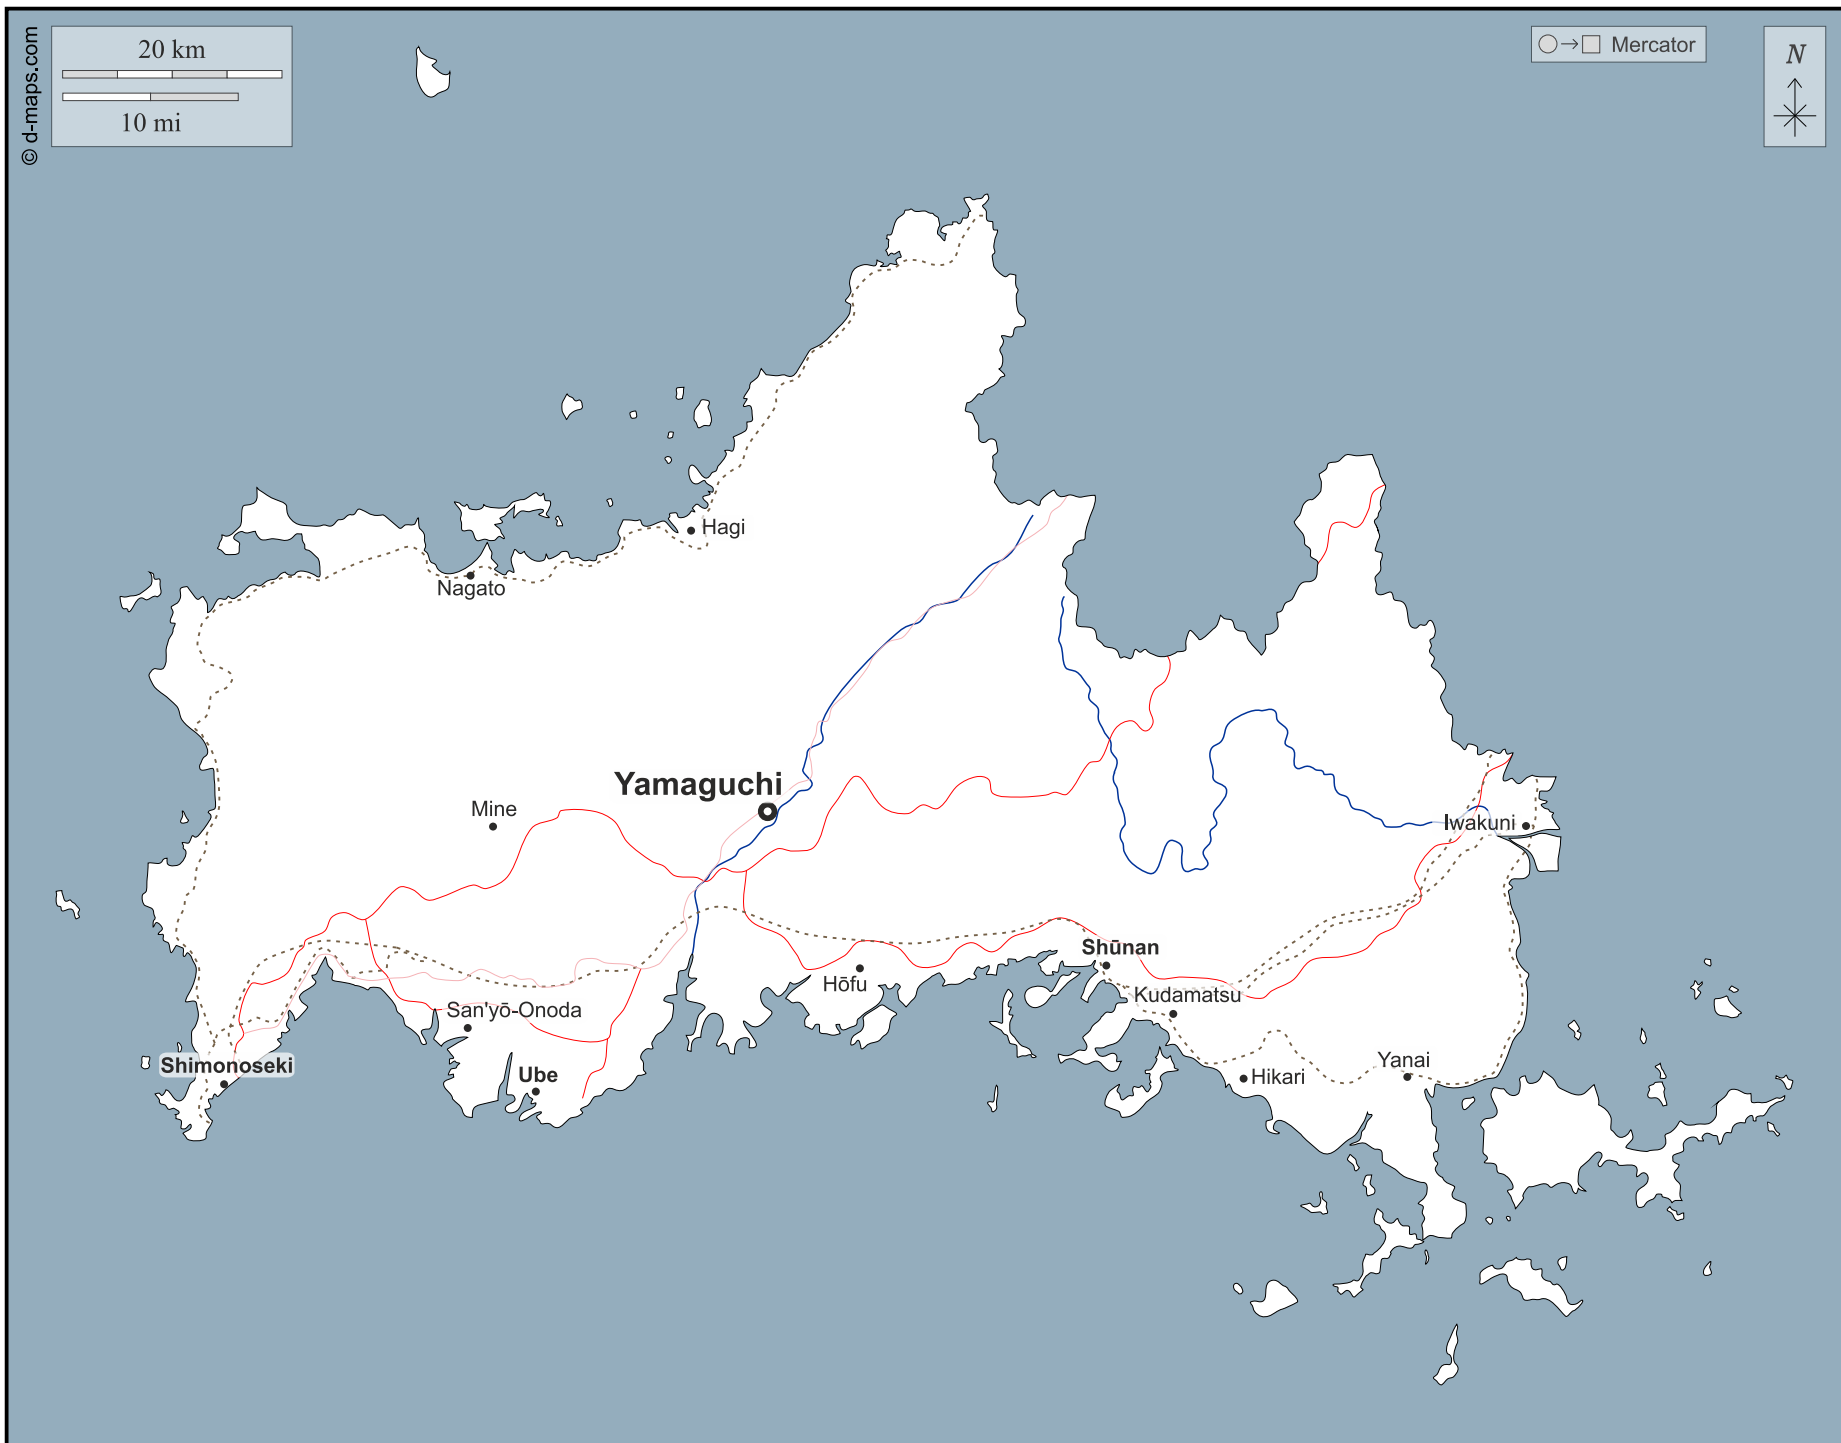 © d-maps.com
20 km
10 mi
Mercator
N
Hagi
Nagato
Yamaguchi
Mine
Iwakuni
Shūnan
Hōfu
Kudamatsu
San'yō-Onoda
Shimonoseki
Ube
Yanai
Hikari